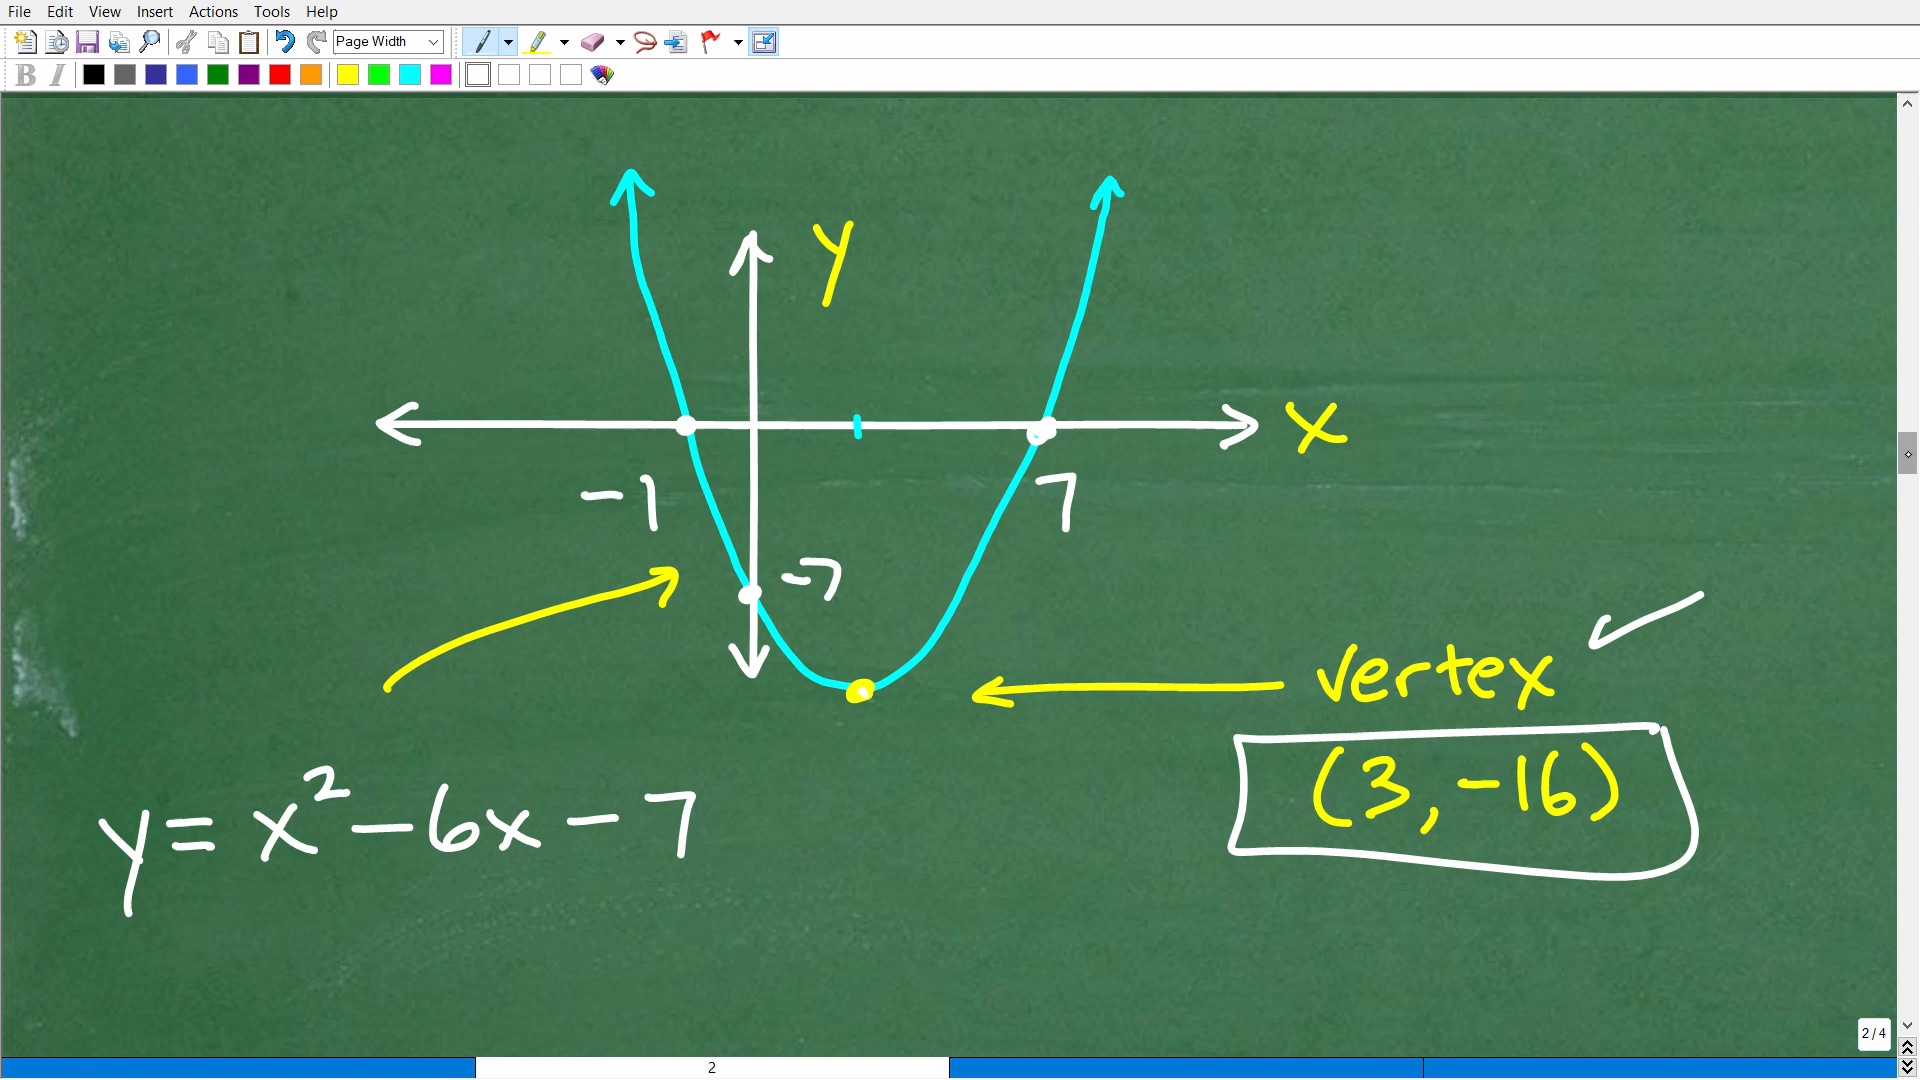 File Edit View Insert Actions Tools Help
Page Width
B I
y
x
-1
7
-7
vertex
(3, -16)
y = x² - 6x - 7
2 / 4
2